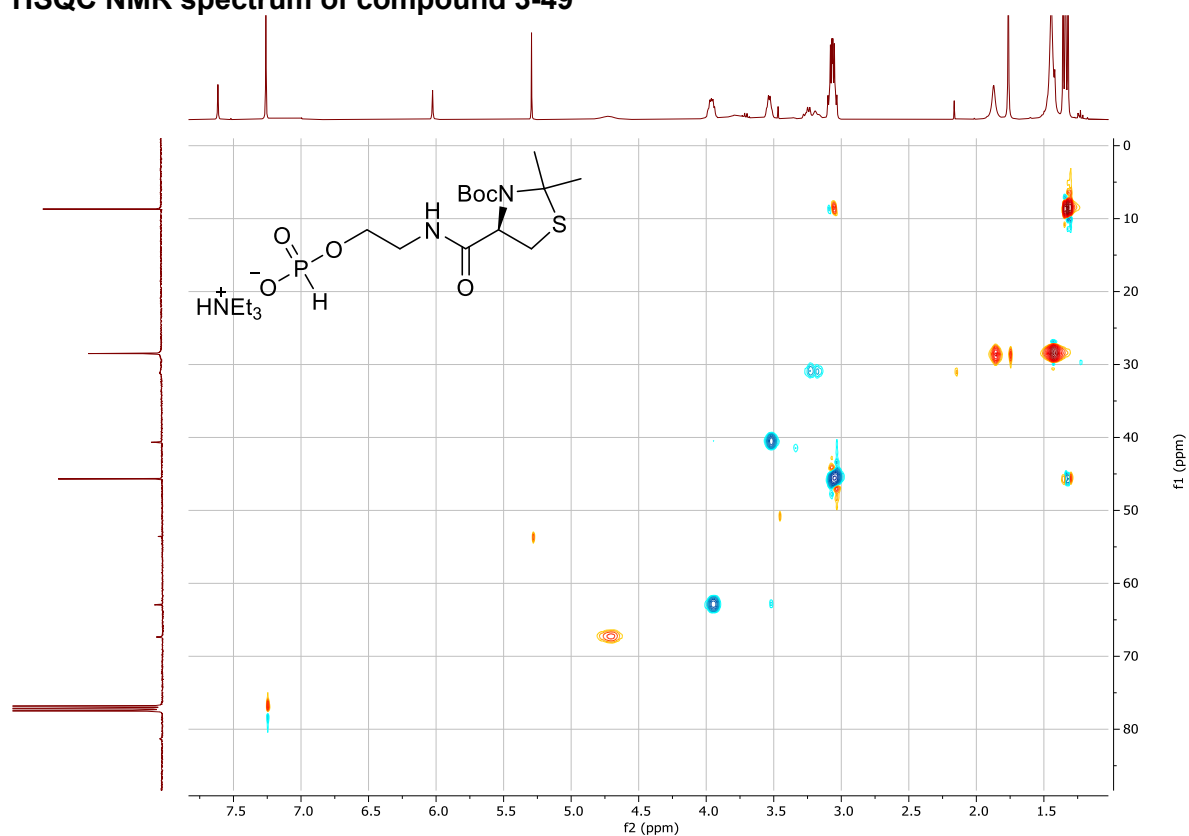 HSQC NMR spectrum of compound 3-49
0
10
20
30
40
50
60
70
80
f1 (ppm)
BocN
S
H
N
O
O
O
P
−
O
H
+
HNEt3
7.5 7.0 6.5 6.0 5.5 5.0 4.5 4.0 3.5 3.0 2.5 2.0 1.5
f2 (ppm)